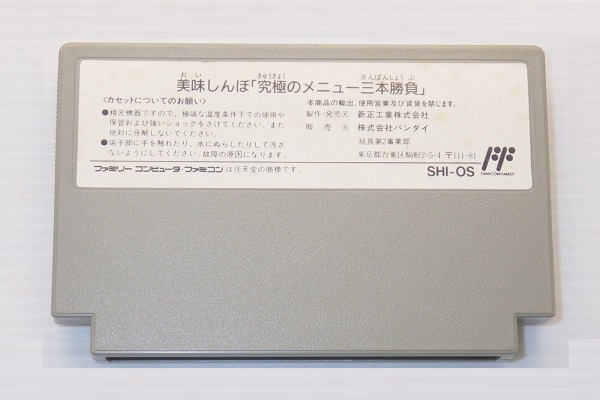 お い きゅうきょく さんぼんしょう ぶ
美味しんぼ「究極のメニュー三本勝負」
〈カセットについてのお願い〉
●精密機器ですので、極端な温度条件下での使用や
保管および強いショックをさけてください。また
絶対に分解しないでください。
●端子部に手を触れたり、水にぬらしたりして汚さ
ないようにしてください。故障の原因になります。
本商品の輸出、使用営業及び賃貸を禁じます。
製作・発売元 新正工業株式会社
販売元 株式会社バンダイ
玩具第2事業部
東京都台東区駒形2-5-4 〒111-81
FF
FAMICOM FAMILY
ファミリー コンピュータ・ファミコンは任天堂の商標です。
SHI-OS